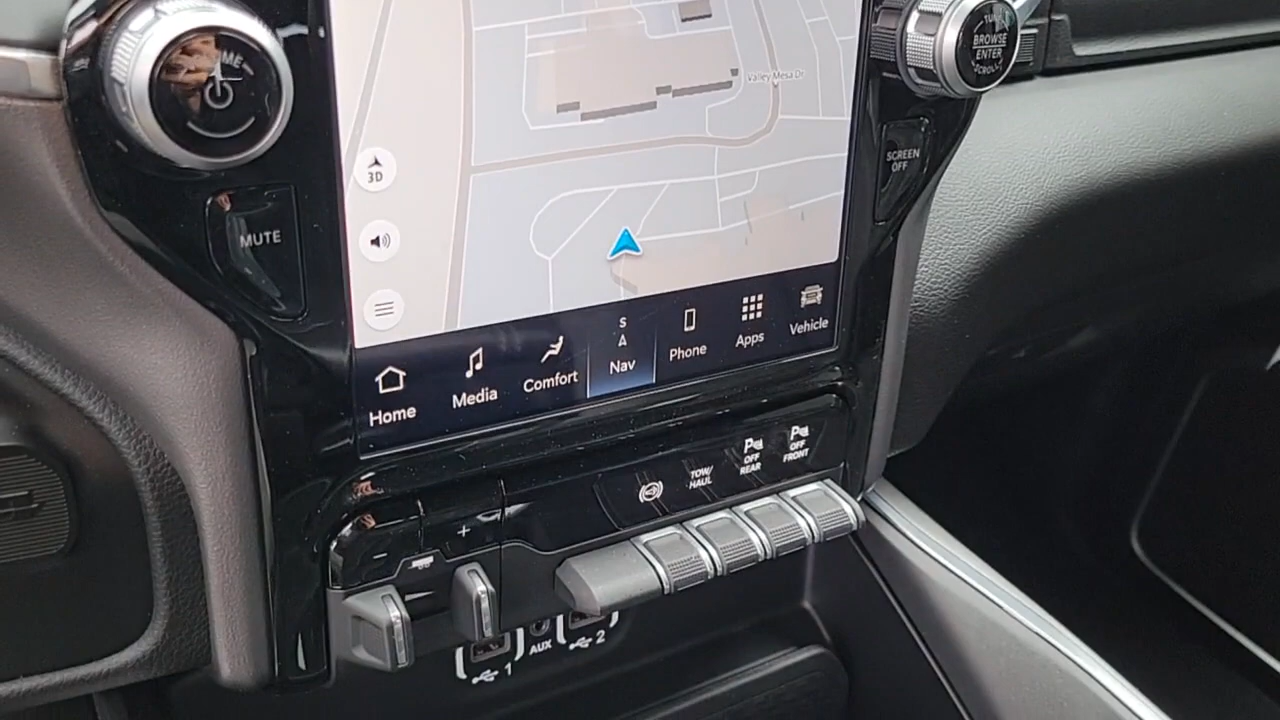 TUNE
BROWSE
ENTER
SCROLL
Valley Mesa Dr
SCREEN
OFF
3D
MUTE
S
Home
Media
Comfort
Nav
Phone
Apps
Vehicle
TOW/
HAUL
P
OFF
REAR
P
OFF
FRONT
-
+
1
AUX
2